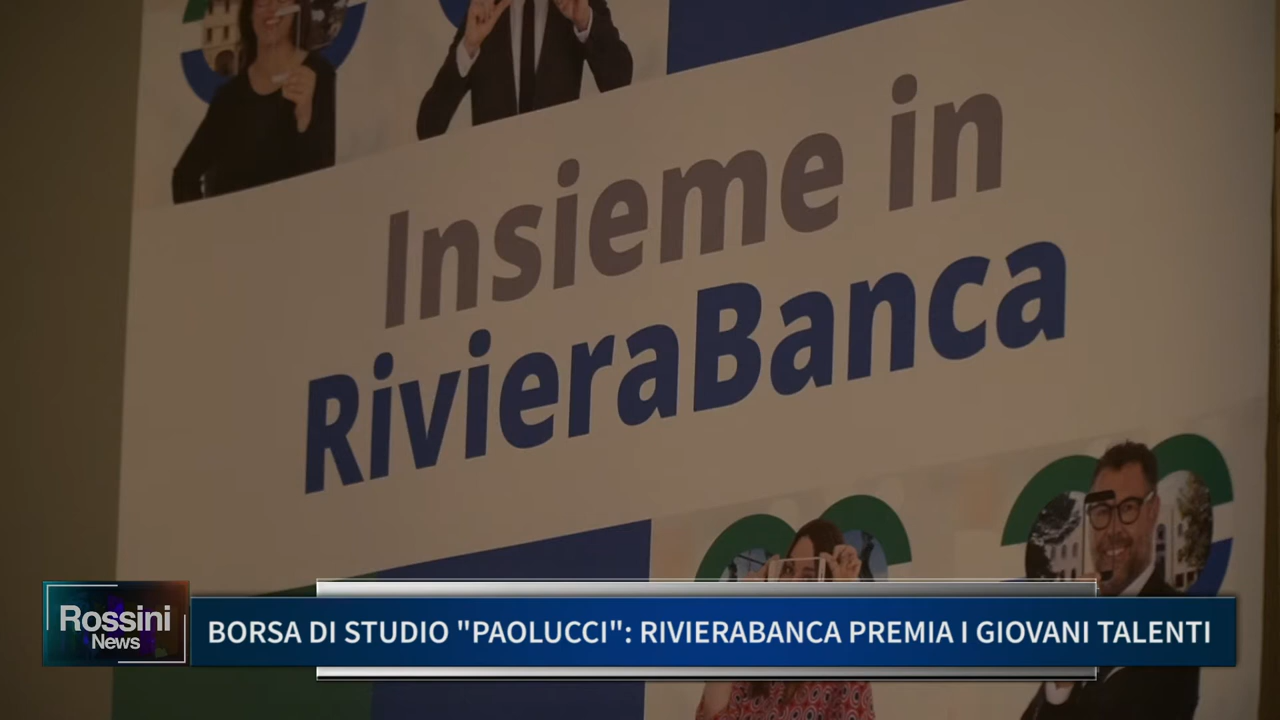 Insieme in
RivieraBanca
Rossini
News
BORSA DI STUDIO "PAOLUCCI": RIVIERABANCA PREMIA I GIOVANI TALENTI